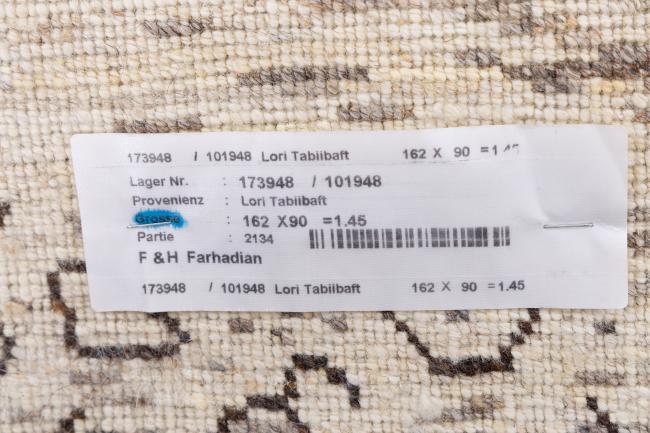 173948 / 101948 Lori Tabiibaft 162 X 90 =1.45
Lager Nr. : 173948 / 101948
Provenienz : Lori Tabiibaft
Grösse : 162 X90 =1.45
Partie : 2134
F &H Farhadian
173948 / 101948 Lori Tabiibaft 162 X 90 =1.45